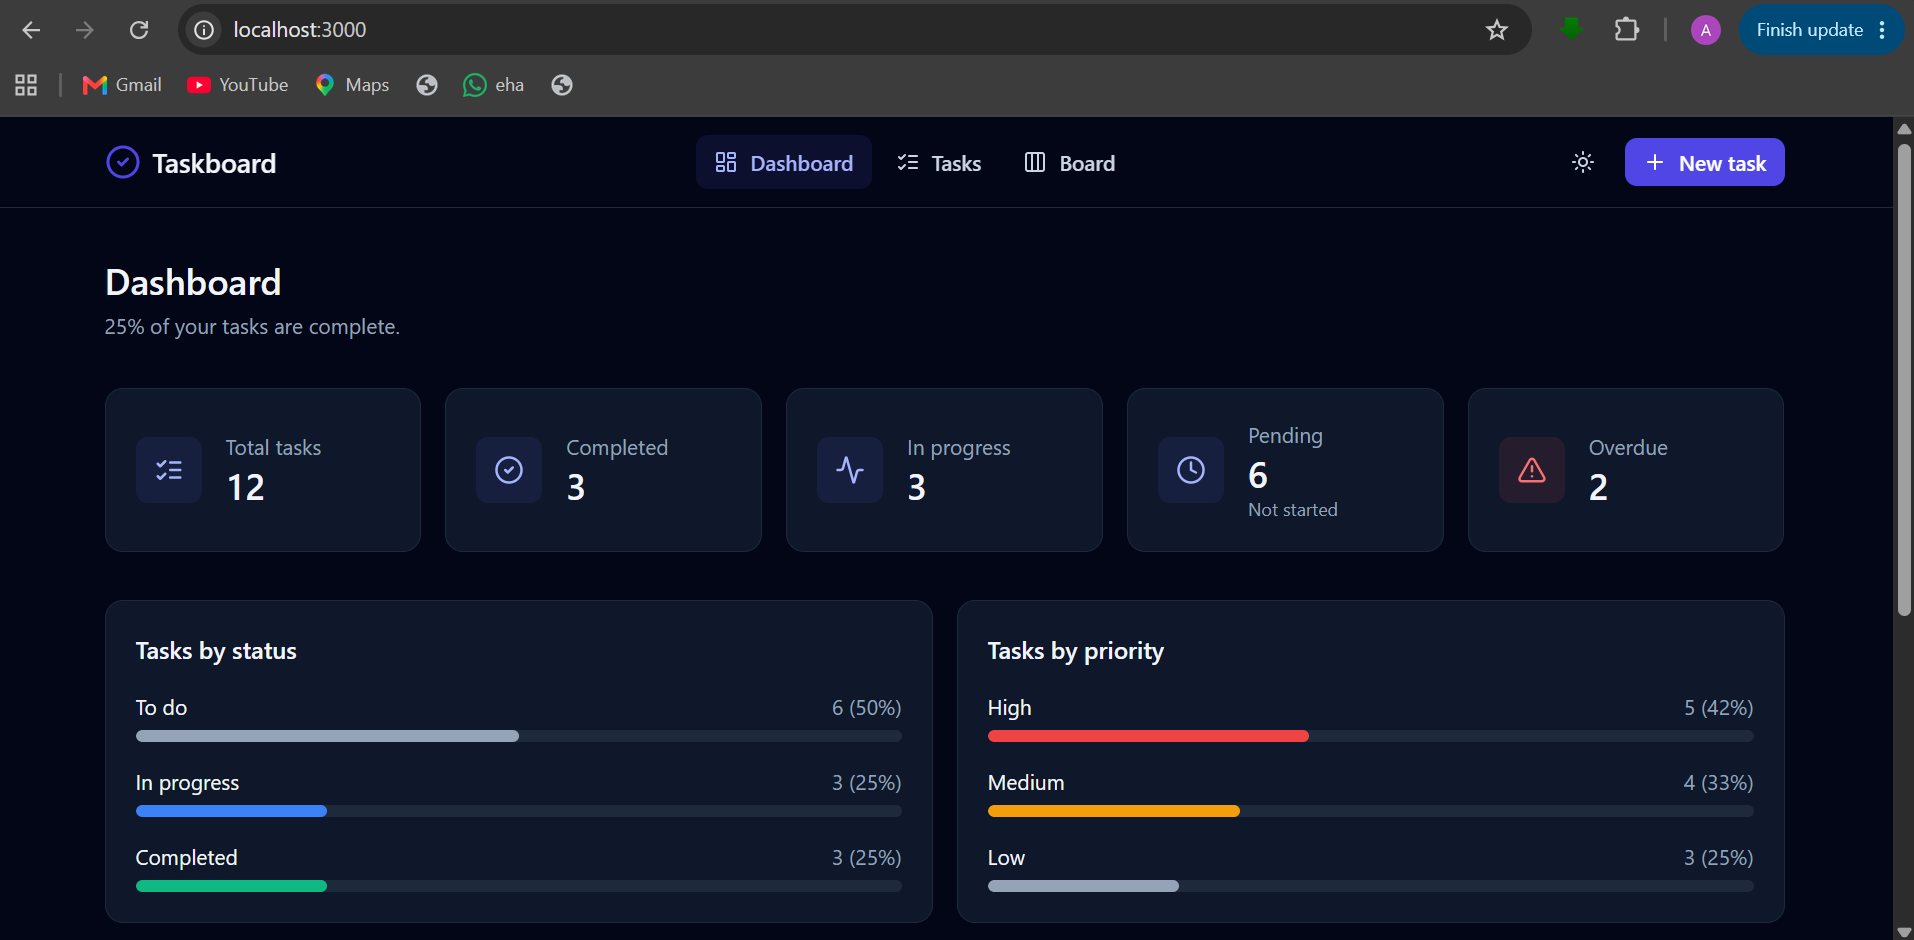 localhost:3000
A
Finish update
Gmail
YouTube
Maps
eha
Taskboard
Dashboard
Tasks
Board
New task
Dashboard
25% of your tasks are complete.
Total tasks
12
Completed
3
In progress
3
Pending
6
Not started
Overdue
2
Tasks by status
To do 6 (50%)
In progress 3 (25%)
Completed 3 (25%)
Tasks by priority
High 5 (42%)
Medium 4 (33%)
Low 3 (25%)